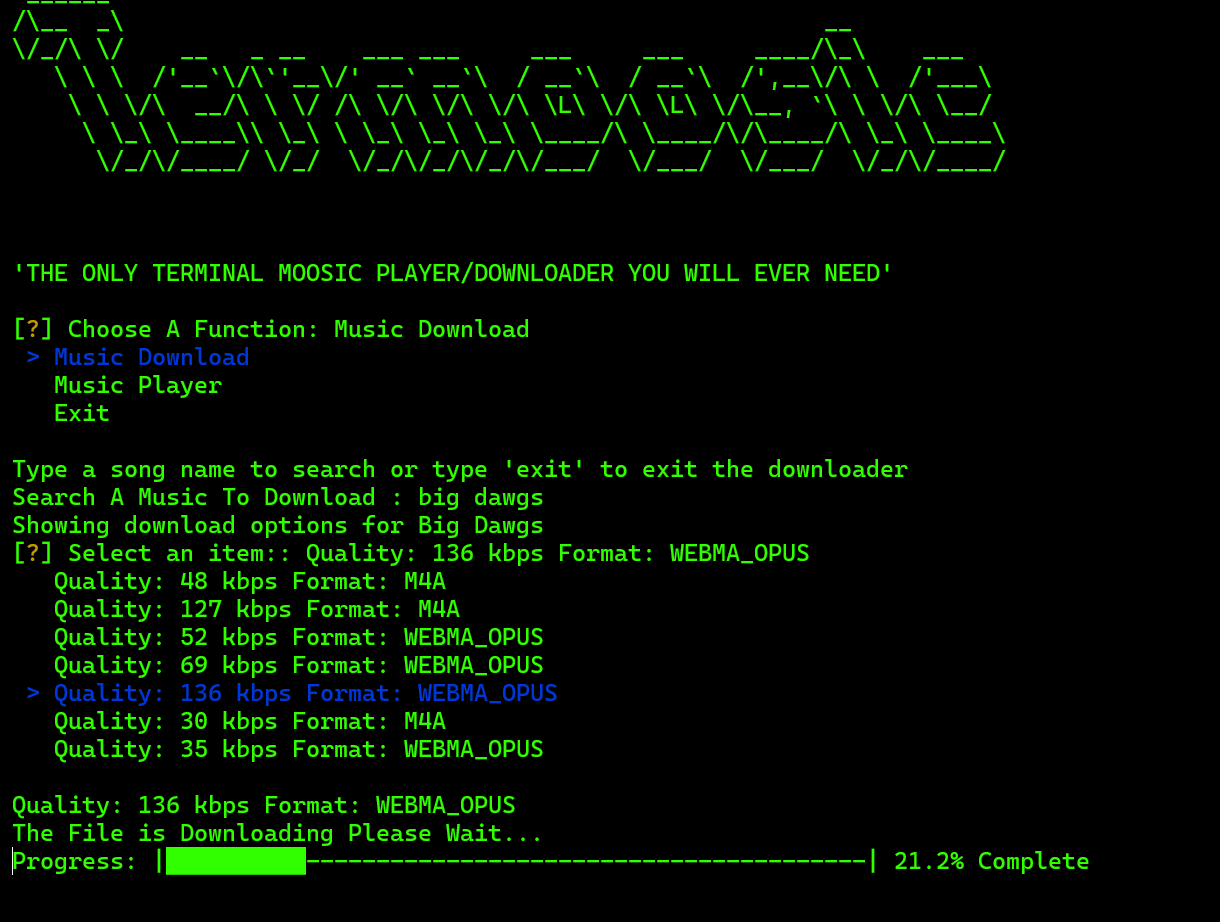 Termoosic
'THE ONLY TERMINAL MOOSIC PLAYER/DOWNLOADER YOU WILL EVER NEED'
[?] Choose A Function: Music Download
> Music Download
Music Player
Exit
Type a song name to search or type 'exit' to exit the downloader
Search A Music To Download : big dawgs
Showing download options for Big Dawgs
[?] Select an item:: Quality: 136 kbps Format: WEBMA_OPUS
Quality: 48 kbps Format: M4A
Quality: 127 kbps Format: M4A
Quality: 52 kbps Format: WEBMA_OPUS
Quality: 69 kbps Format: WEBMA_OPUS
> Quality: 136 kbps Format: WEBMA_OPUS
Quality: 30 kbps Format: M4A
Quality: 35 kbps Format: WEBMA_OPUS
Quality: 136 kbps Format: WEBMA_OPUS
The File is Downloading Please Wait...
Progress: |██████████----------------------------------------| 21.2% Complete